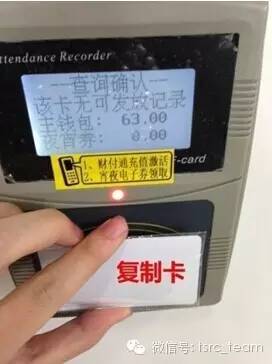 Attendance Recorder
查询确认
该卡无可发放记录
主钱包: 63.00
夜宵券: 0.00
-card
1、财付通充值激活
2、宵夜电子券领取
复制卡
微信号: tsrc_team